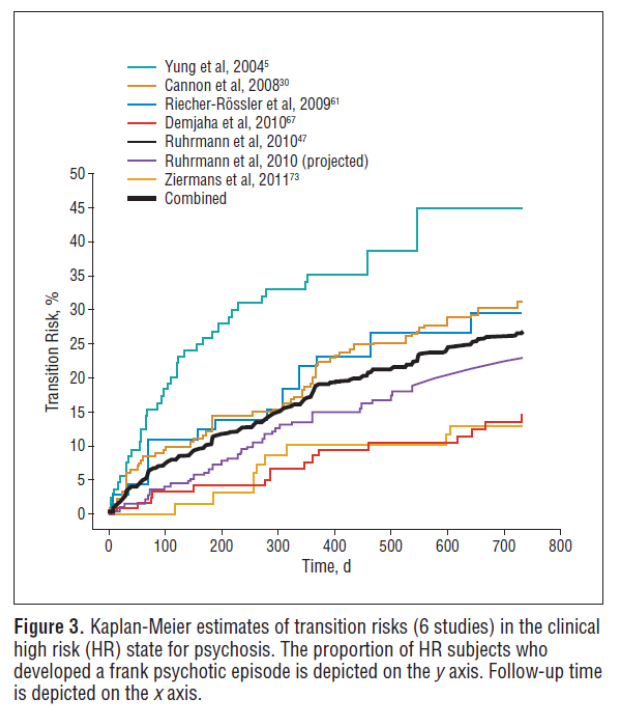 Yung et al, 2004⁵
Cannon et al, 2008³⁰
Riecher-Rössler et al, 2009⁶¹
Demjaha et al, 2010⁶⁷
Ruhrmann et al, 2010⁴⁷
Ruhrmann et al, 2010 (projected)
Ziermans et al, 2011⁷³
Combined
50
45
40
35
30
25
20
15
10
5
0
Transition Risk, %
0 100 200 300 400 500 600 700 800
Time, d
Figure 3. Kaplan-Meier estimates of transition risks (6 studies) in the clinical
high risk (HR) state for psychosis. The proportion of HR subjects who
developed a frank psychotic episode is depicted on the y axis. Follow-up time
is depicted on the x axis.